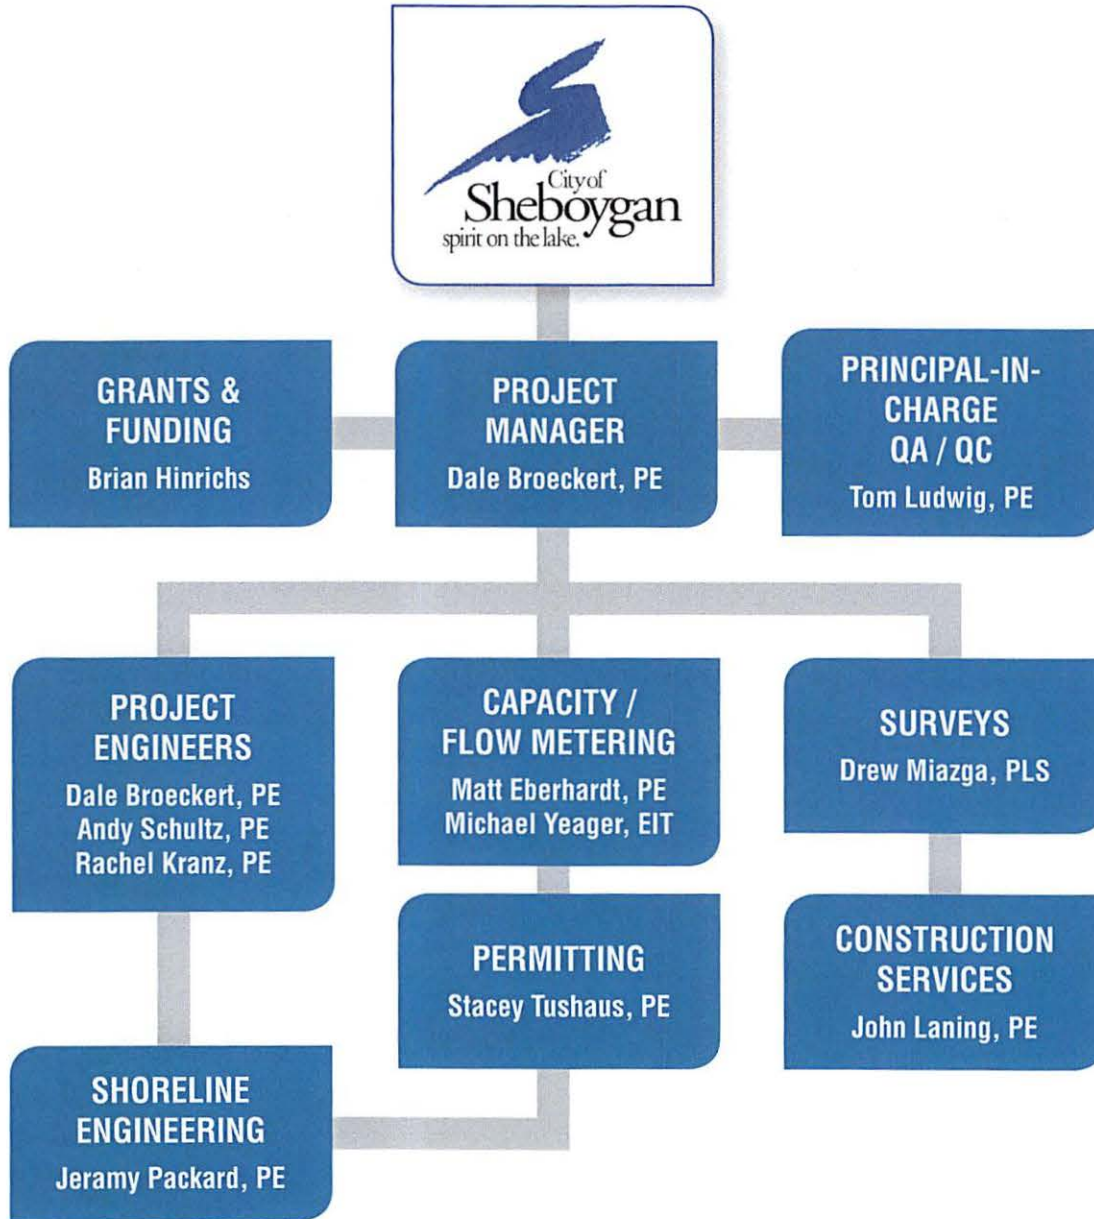 City of
Sheboygan
spirit on the lake.
GRANTS &
FUNDING
Brian Hinrichs
PROJECT
MANAGER
Dale Broeckert, PE
PRINCIPAL-IN-
CHARGE
QA / QC
Tom Ludwig, PE
PROJECT
ENGINEERS
Dale Broeckert, PE
Andy Schultz, PE
Rachel Kranz, PE
CAPACITY /
FLOW METERING
Matt Eberhardt, PE
Michael Yeager, EIT
SURVEYS
Drew Miazga, PLS
PERMITTING
Stacey Tushaus, PE
CONSTRUCTION
SERVICES
John Laning, PE
SHORELINE
ENGINEERING
Jeramy Packard, PE